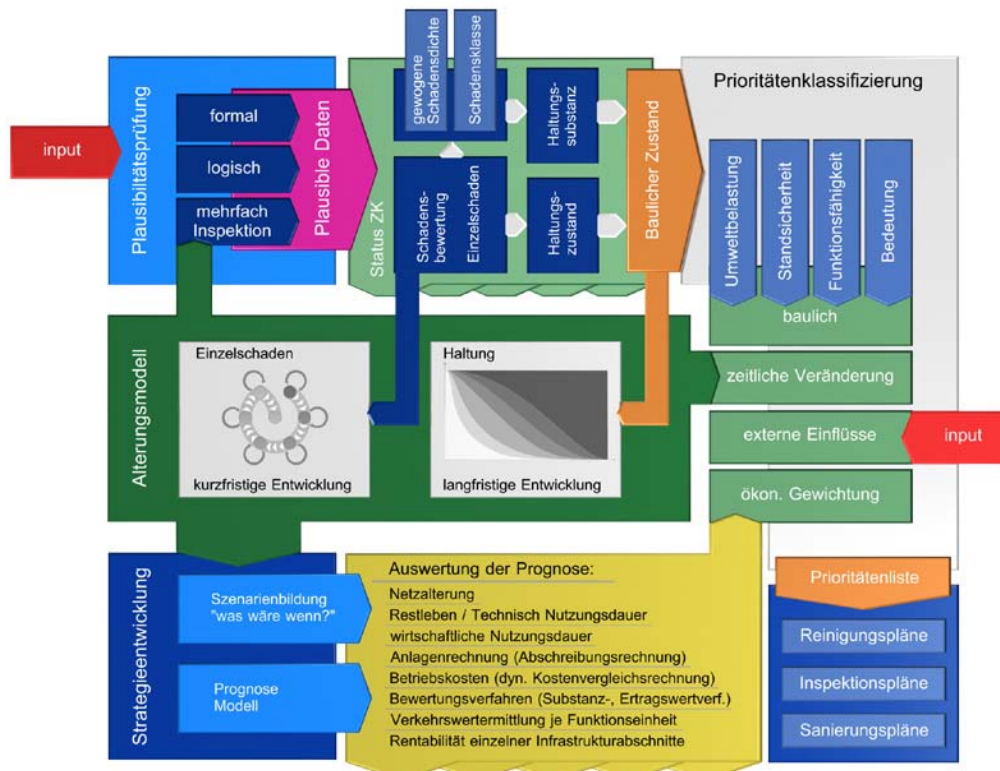 input
Plausibiltätsprüfung
formal
logisch
mehrfach
Inspektion
Plausible Daten
Status ZK
gewogene
Schadensdichte
Schadensklasse
Schadens-
bewertung
Einzelschaden
Haltungs-
substanz
Haltungs-
zustand
Baulicher Zustand
Prioritätenklassifizierung
Umweltbelastung
Standsicherheit
Funktionsfähigkeit
Bedeutung
baulich
zeitliche Veränderung
externe Einflüsse
input
ökon. Gewichtung
Alterungsmodell
Einzelschaden
kurzfristige Entwicklung
Haltung
langfristige Entwicklung
Strategieentwicklung
Szenarienbildung
"was wäre wenn?"
Prognose
Modell
Auswertung der Prognose:
Netzalterung
Restleben / Technisch Nutzungsdauer
wirtschaftliche Nutzungsdauer
Anlagenrechnung (Abschreibungsrechnung)
Betriebskosten (dyn. Kostenvergleichsrechnung)
Bewertungsverfahren (Substanz-, Ertragswertverf.)
Verkehrswertermittlung je Funktionseinheit
Rentabilität einzelner Infrastrukturabschnitte
Prioritätenliste
Reinigungspläne
Inspektionspläne
Sanierungspläne